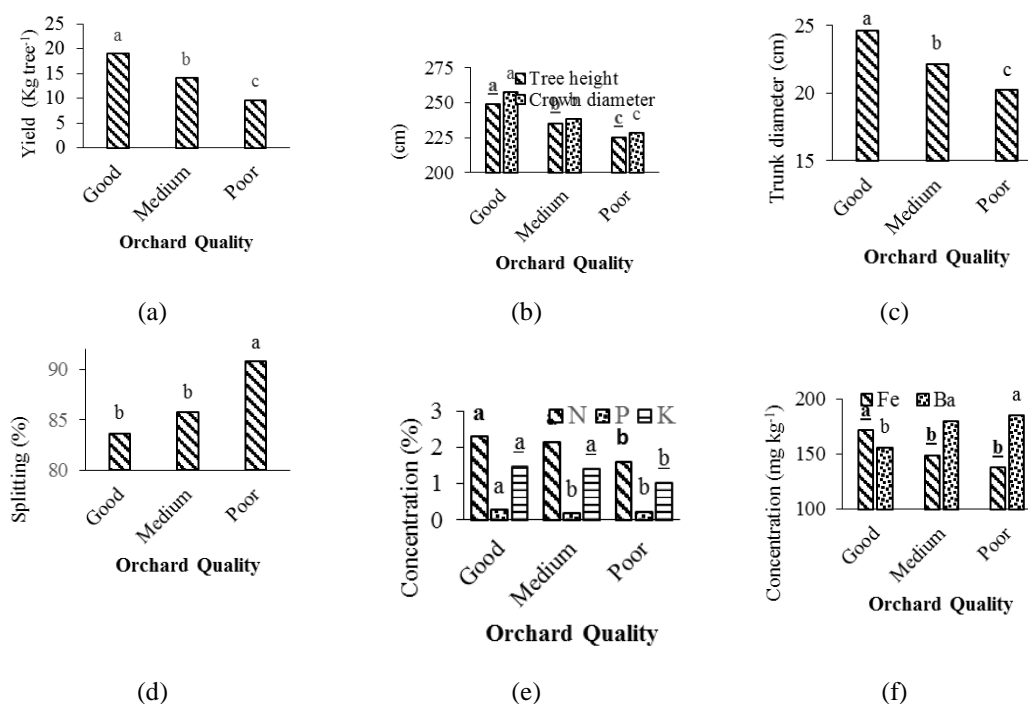 25
20
15
10
5
0
Yield (Kg tree⁻¹)
a
b
c
Good
Medium
Poor
Orchard Quality
(a)
275
250
225
200
(cm)
Tree height
Crown diameter
a
a
b
b
c
c
Good
Medium
Poor
Orchard Quality
(b)
25
20
15
Trunk diameter (cm)
a
b
c
Good
Medium
Poor
Orchard Quality
(c)
90
85
80
Splitting (%)
b
b
a
Good
Medium
Poor
Orchard Quality
(d)
3
2
1
0
Concentration (%)
N P K
a
a
a
b
a
b
b
b
Good
Medium
Poor
Orchard Quality
(e)
200
150
100
Concentration (mg kg⁻¹)
Fe Ba
a
b
b
b
a
Good
Medium
Poor
Orchard Quality
(f)